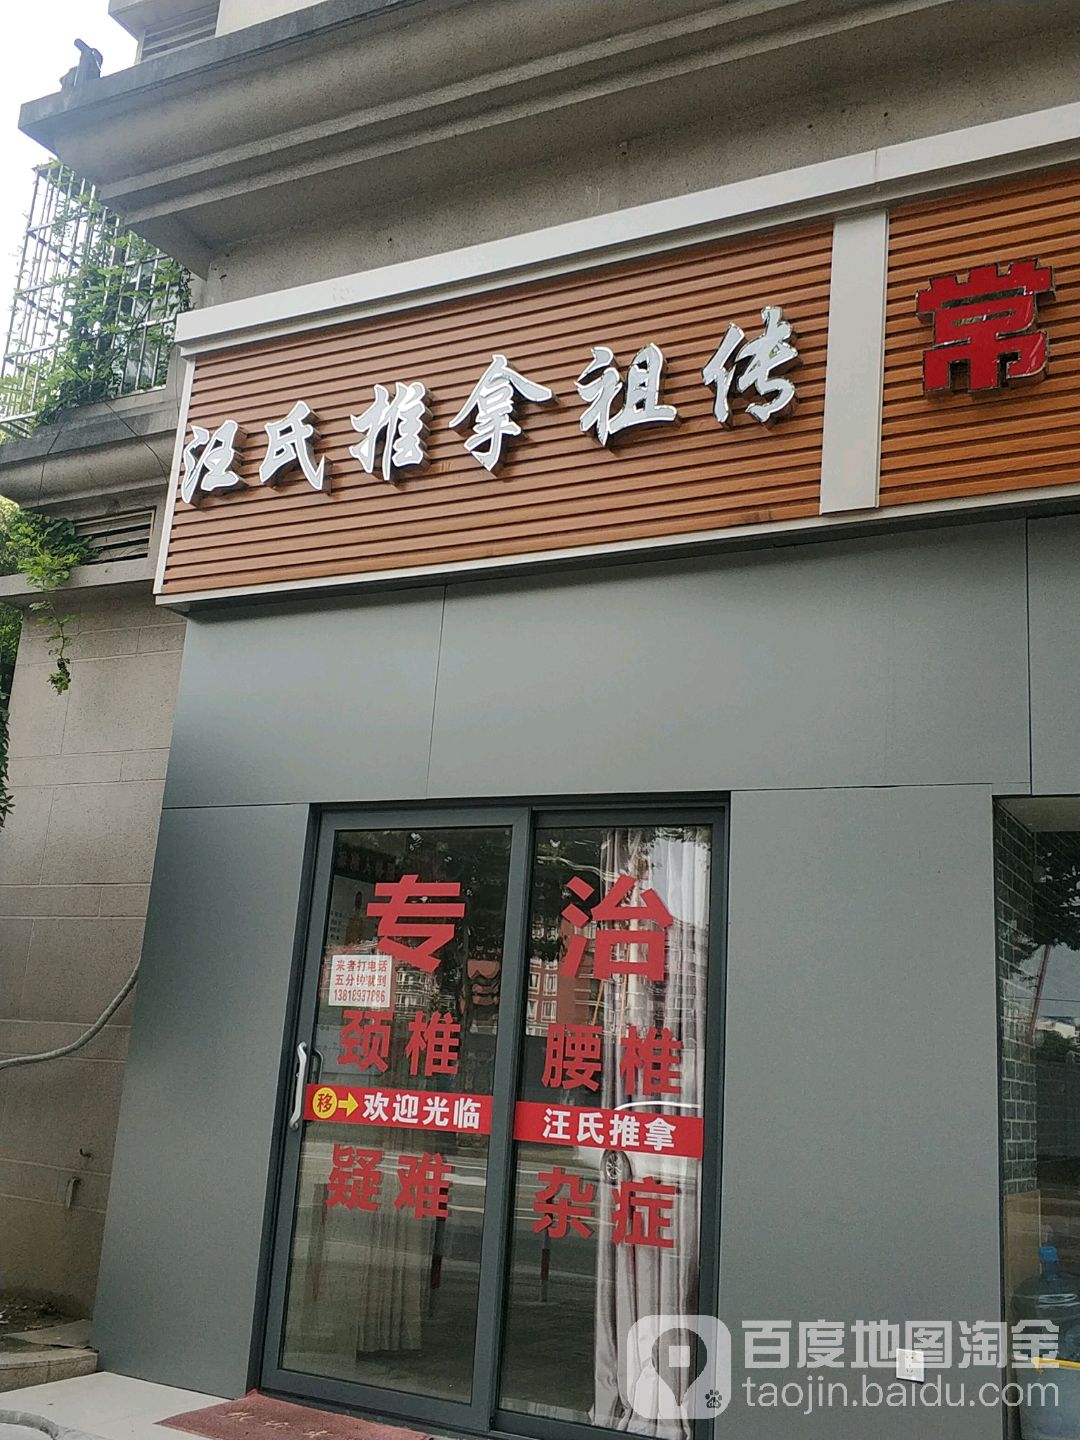 汪氏推拿祖传
常
专治
来者打电话
五分钟就到
13818937086
颈椎 腰椎
移→欢迎光临 汪氏推拿
疑难 杂症
百度地图淘金
taojin.baidu.com